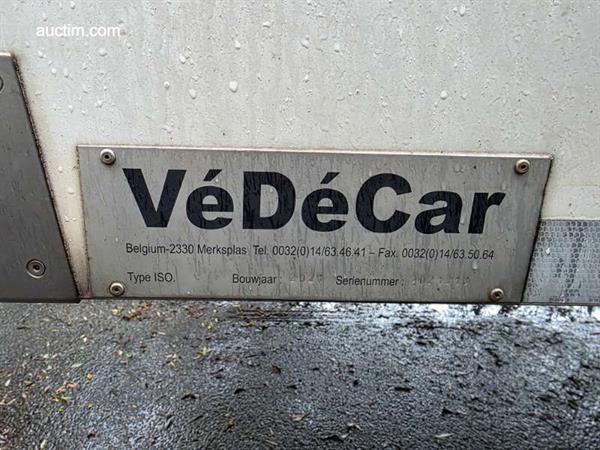 auctim.com
VéDéCar
Belgium-2330 Merksplas Tel. 0032(0)14/63.46.41 – Fax. 0032(0)14/63.50.64
Type ISO. Bouwjaar: Serienummer: